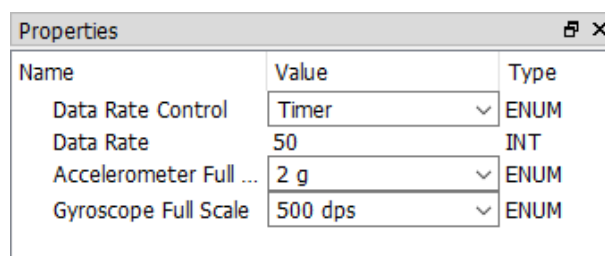 Properties
Name Value Type
Data Rate Control Timer ENUM
Data Rate 50 INT
Accelerometer Full ... 2 g ENUM
Gyroscope Full Scale 500 dps ENUM